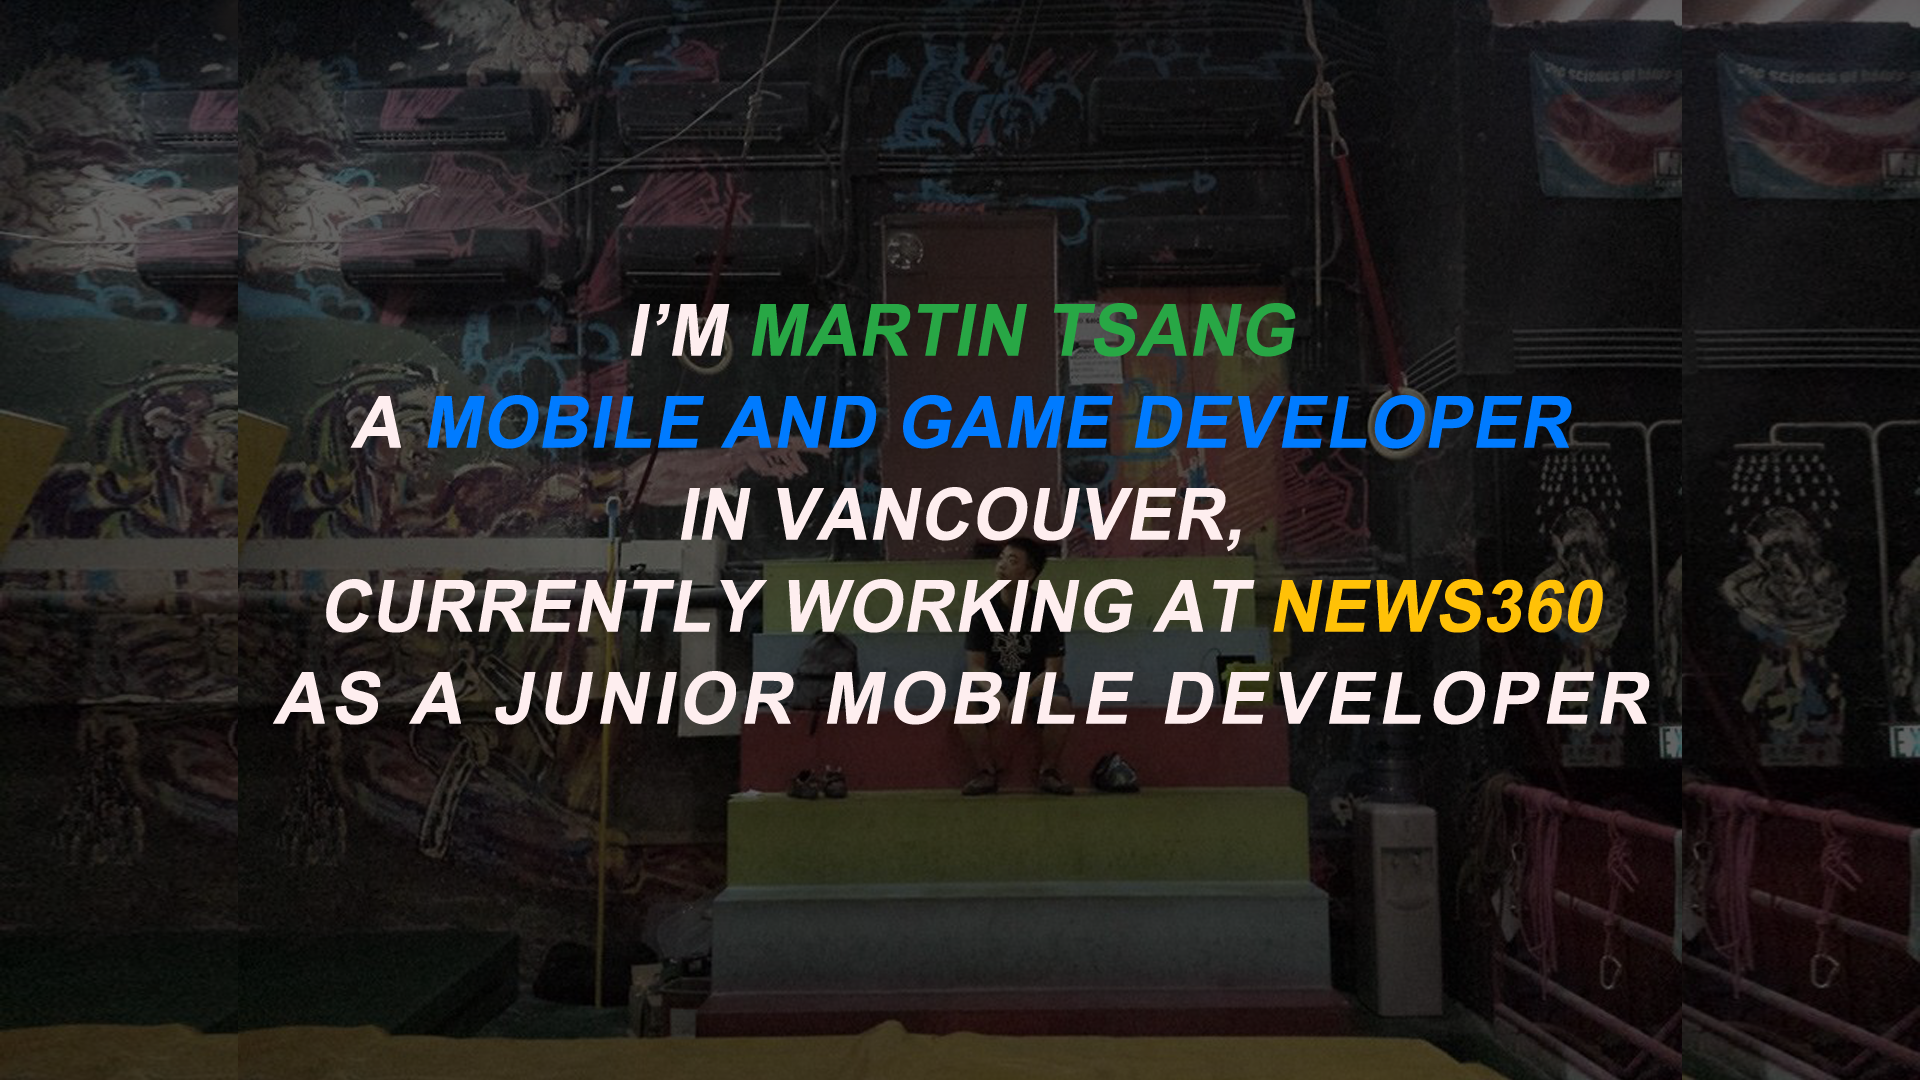 I’M MARTIN TSANG
A MOBILE AND GAME DEVELOPER
IN VANCOUVER,
CURRENTLY WORKING AT NEWS360
AS A JUNIOR MOBILE DEVELOPER